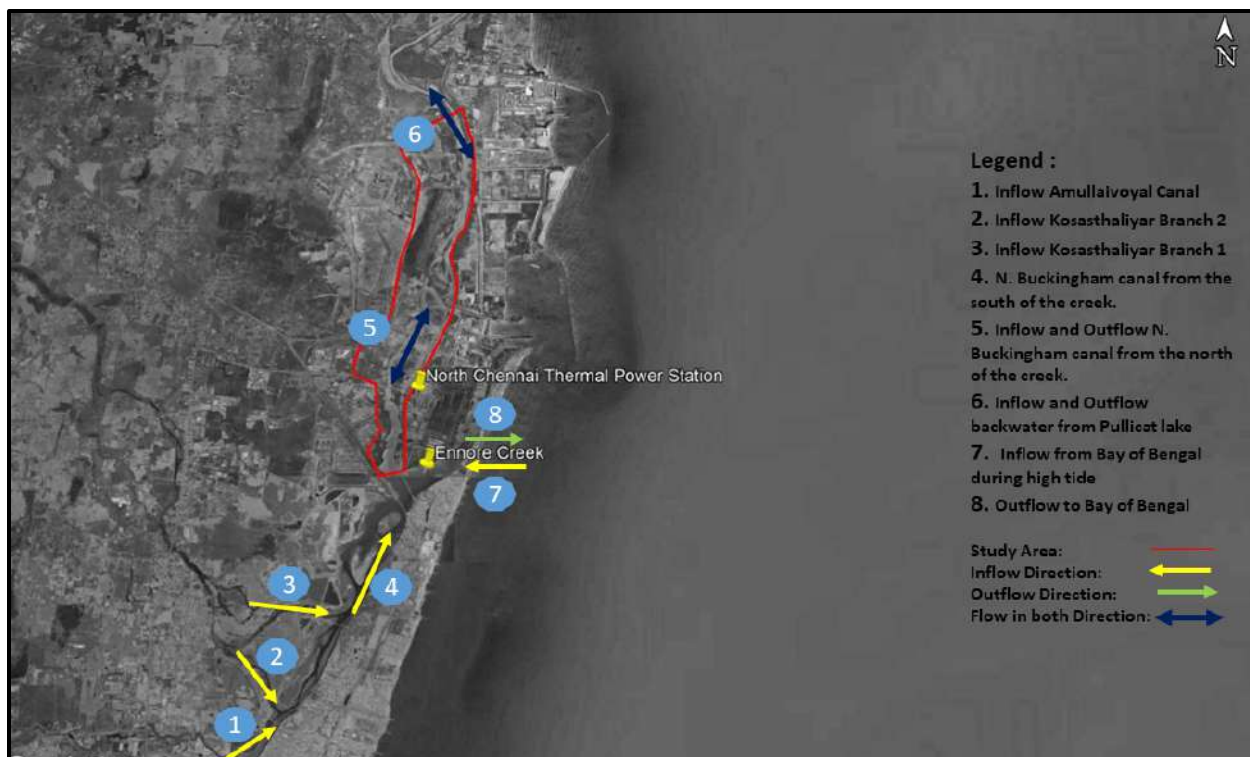 N
6
5
North Chennai Thermal Power Station
8
Ennore Creek
7
3
4
2
1
Legend :
1. Inflow Amullaivoyal Canal
2. Inflow Kosasthaliyar Branch 2
3. Inflow Kosasthaliyar Branch 1
4. N. Buckingham canal from the
south of the creek.
5. Inflow and Outflow N.
Buckingham canal from the north
of the creek.
6. Inflow and Outflow
backwater from Pullicat lake
7. Inflow from Bay of Bengal
during high tide
8. Outflow to Bay of Bengal
Study Area:
Inflow Direction:
Outflow Direction:
Flow in both Direction: